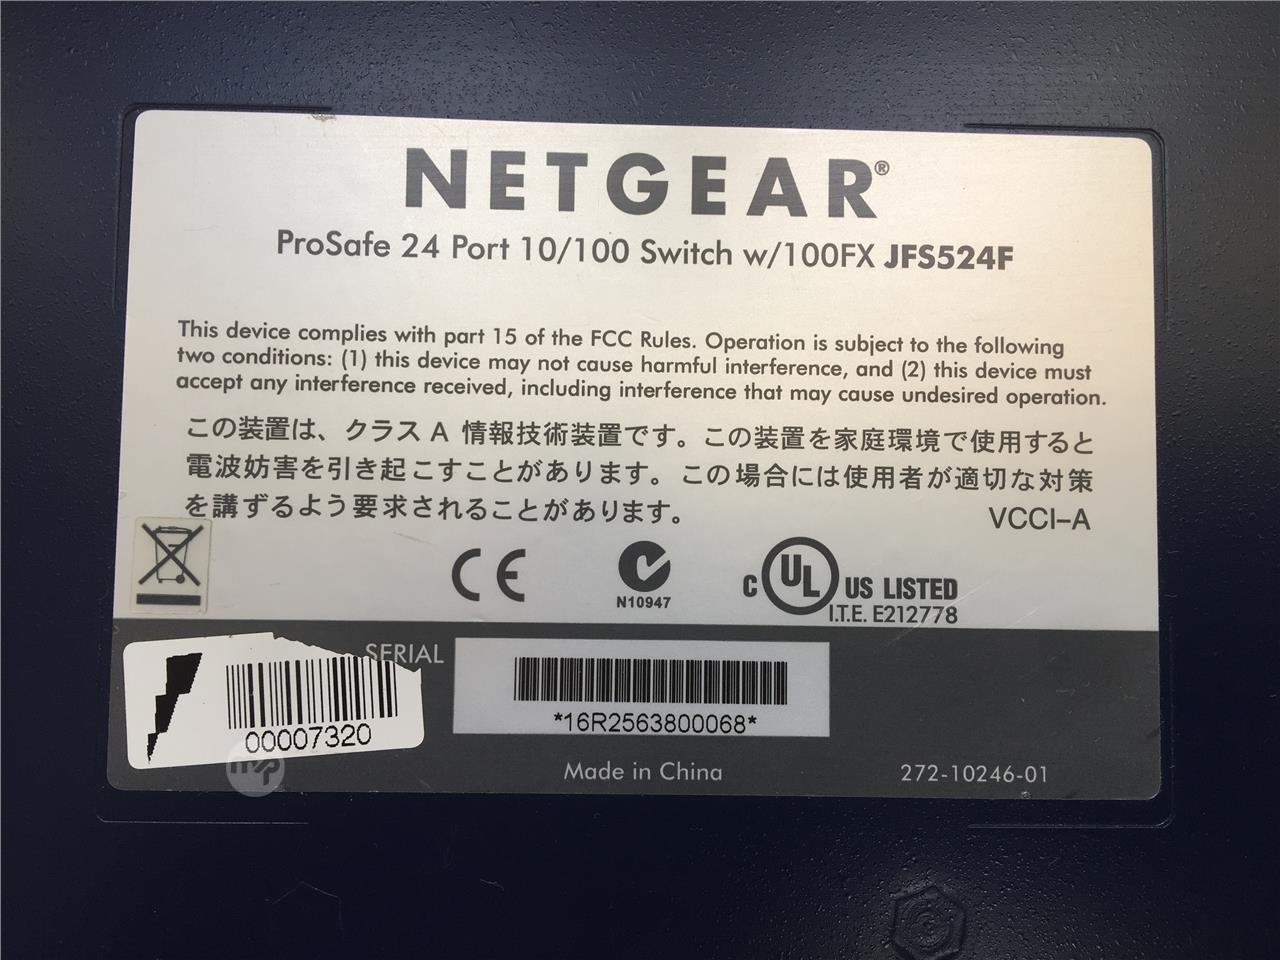 NETGEAR®
ProSafe 24 Port 10/100 Switch w/100FX JFS524F
This device complies with part 15 of the FCC Rules. Operation is subject to the following
two conditions: (1) this device may not cause harmful interference, and (2) this device must
accept any interference received, including interference that may cause undesired operation.
この装置は、クラス A 情報技術装置です。この装置を家庭環境で使用すると
電波妨害を引き起こすことがあります。この場合には使用者が適切な対策
を講ずるよう要求されることがあります。 VCCI-A
CE
N10947
C UL US LISTED
I.T.E. E212778
SERIAL
*16R2563800068*
00007320
Made in China
272-10246-01